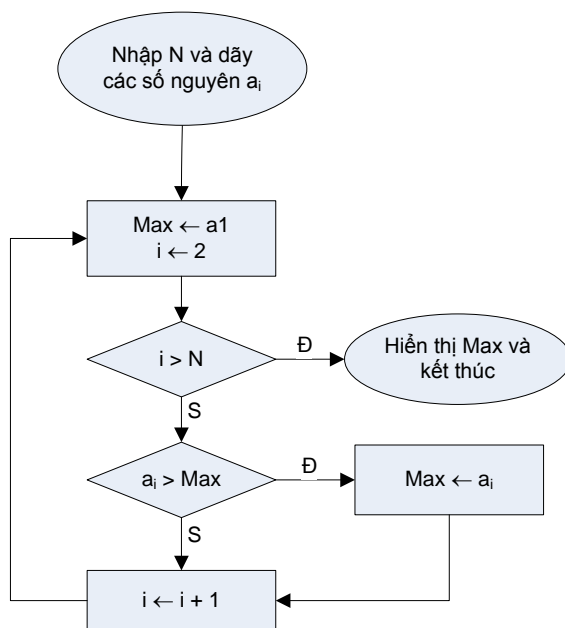 Nhập N và dãy
các số nguyên aᵢ
Max ← a1
i ← 2
i > N
Đ
Hiển thị Max và
kết thúc
S
aᵢ > Max
Đ
Max ← aᵢ
S
i ← i + 1